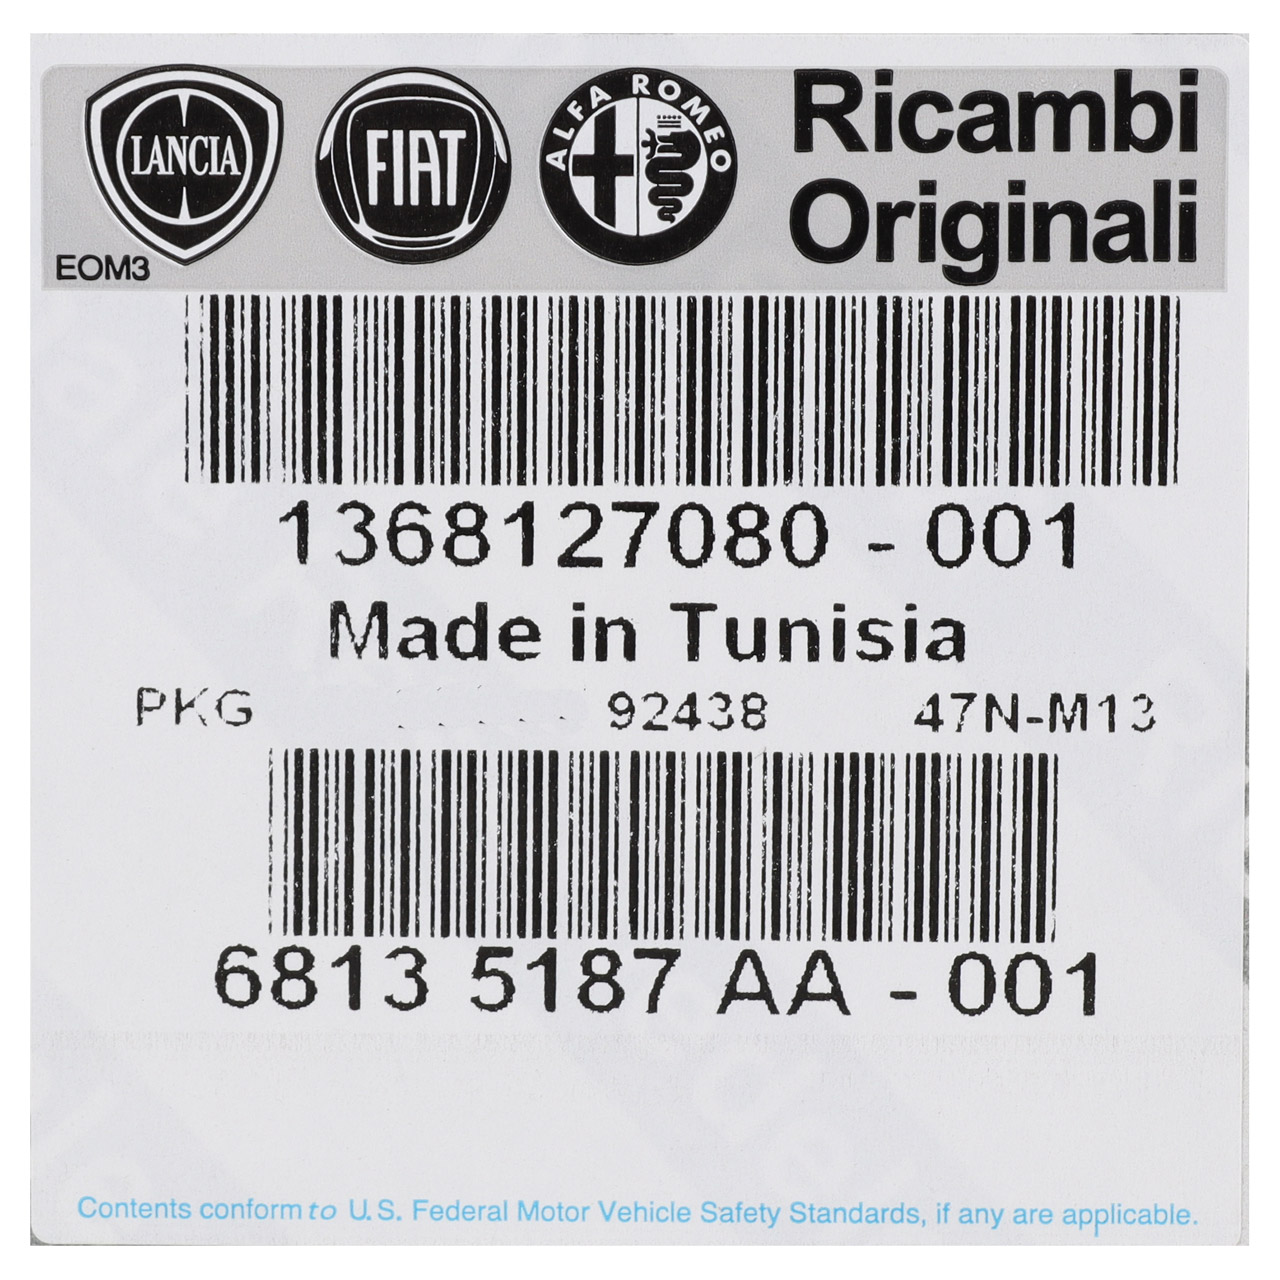 LANCIA
FIAT
ALFA ROMEO
Ricambi
Originali
EOM3
1368127080 - 001
Made in Tunisia
PKG 92438 47N-M13
6813 5187 AA - 001
Contents conform to U.S. Federal Motor Vehicle Safety Standards, if any are applicable.